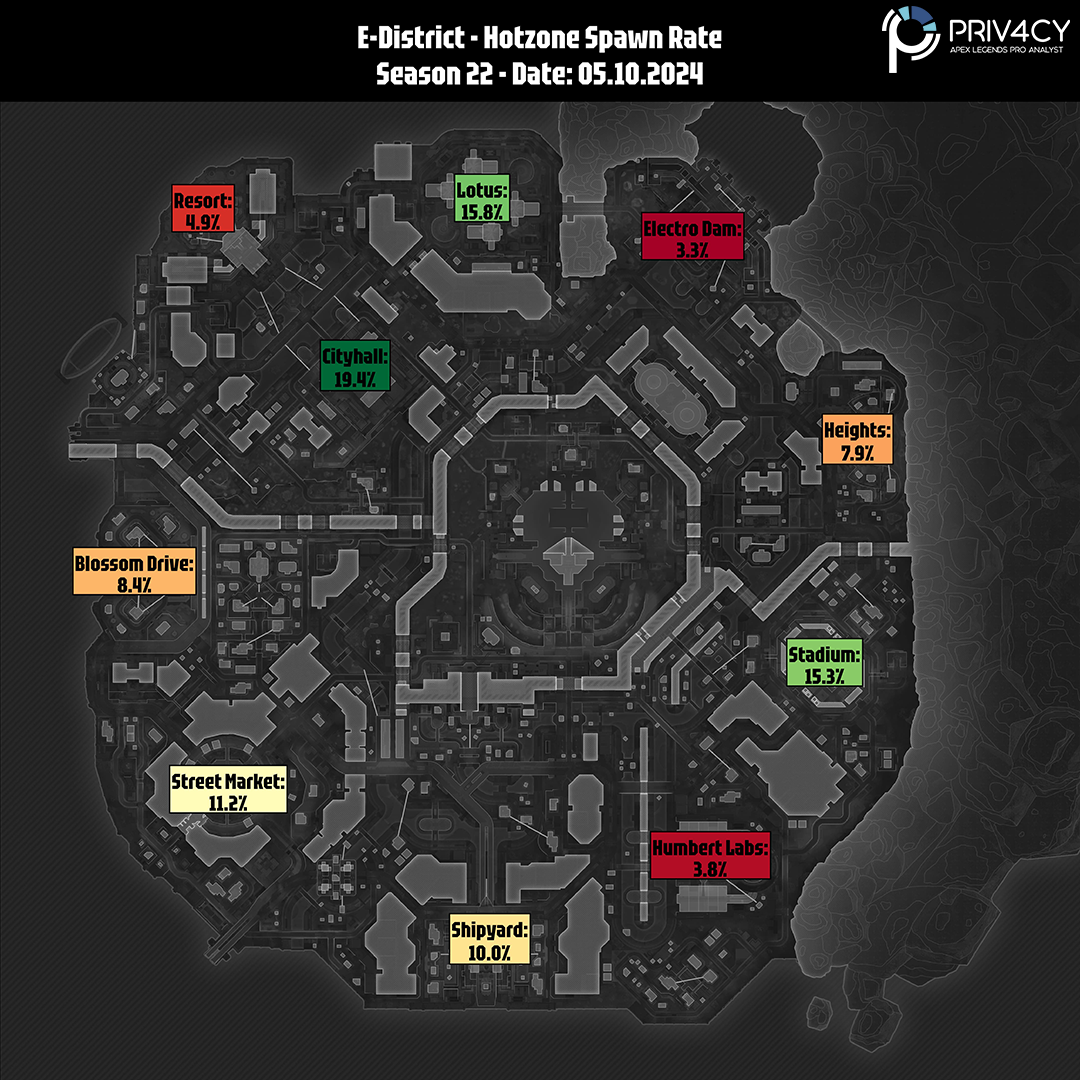 E-District - Hotzone Spawn Rate
Season 22 - Date: 05.10.2024
PRIV4CY
APEX LEGENDS PRO ANALYST
Resort:
4.9%
Lotus:
15.8%
Electro Dam:
3.3%
Cityhall:
19.4%
Heights:
7.9%
Blossom Drive:
8.4%
Stadium:
15.3%
Street Market:
11.2%
Humbert Labs:
3.8%
Shipyard:
10.0%